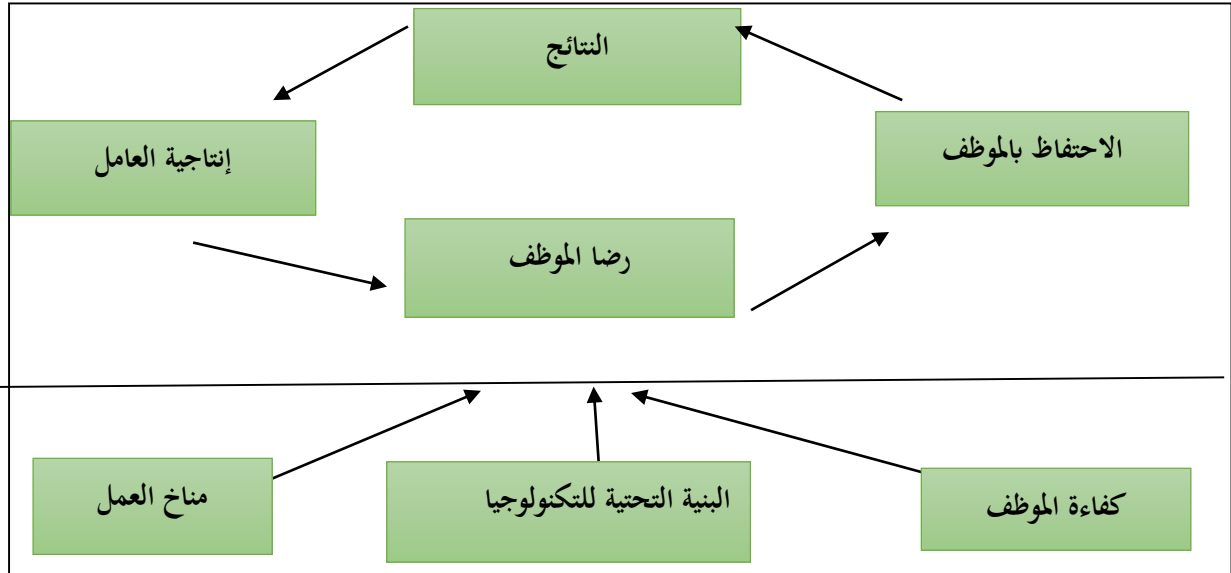 النتائج
الاحتفاظ بالموظف
إنتاجية العامل
رضا الموظف
كفاءة الموظف
البنية التحتية للتكنولوجيا
مناخ العمل